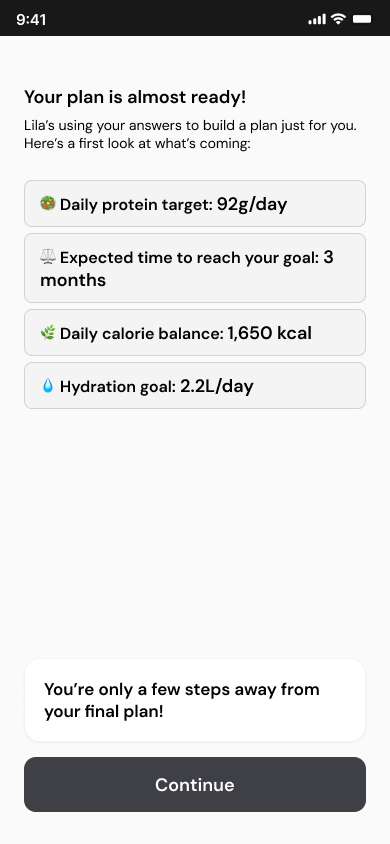 9:41
Your plan is almost ready!
Lila’s using your answers to build a plan just for you.
Here’s a first look at what’s coming:
🥗 Daily protein target: 92g/day
⚖️ Expected time to reach your goal: 3
months
🌿 Daily calorie balance: 1,650 kcal
💧 Hydration goal: 2.2L/day
You’re only a few steps away from
your final plan!
Continue